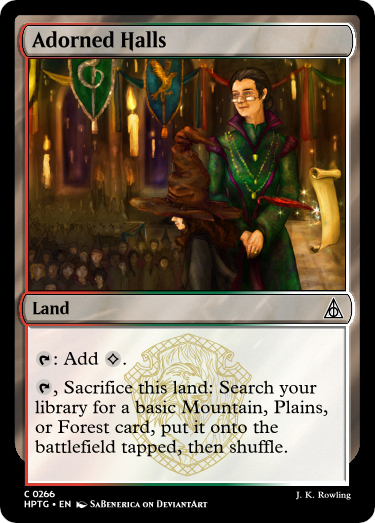 Adorned Halls
Land
: Add .
, Sacrifice this land: Search your
library for a basic Mountain, Plains,
or Forest card, put it onto the
battlefield tapped, then shuffle.
C 0266
HPTG • EN SaBenerica on DeviantArt
J. K. Rowling